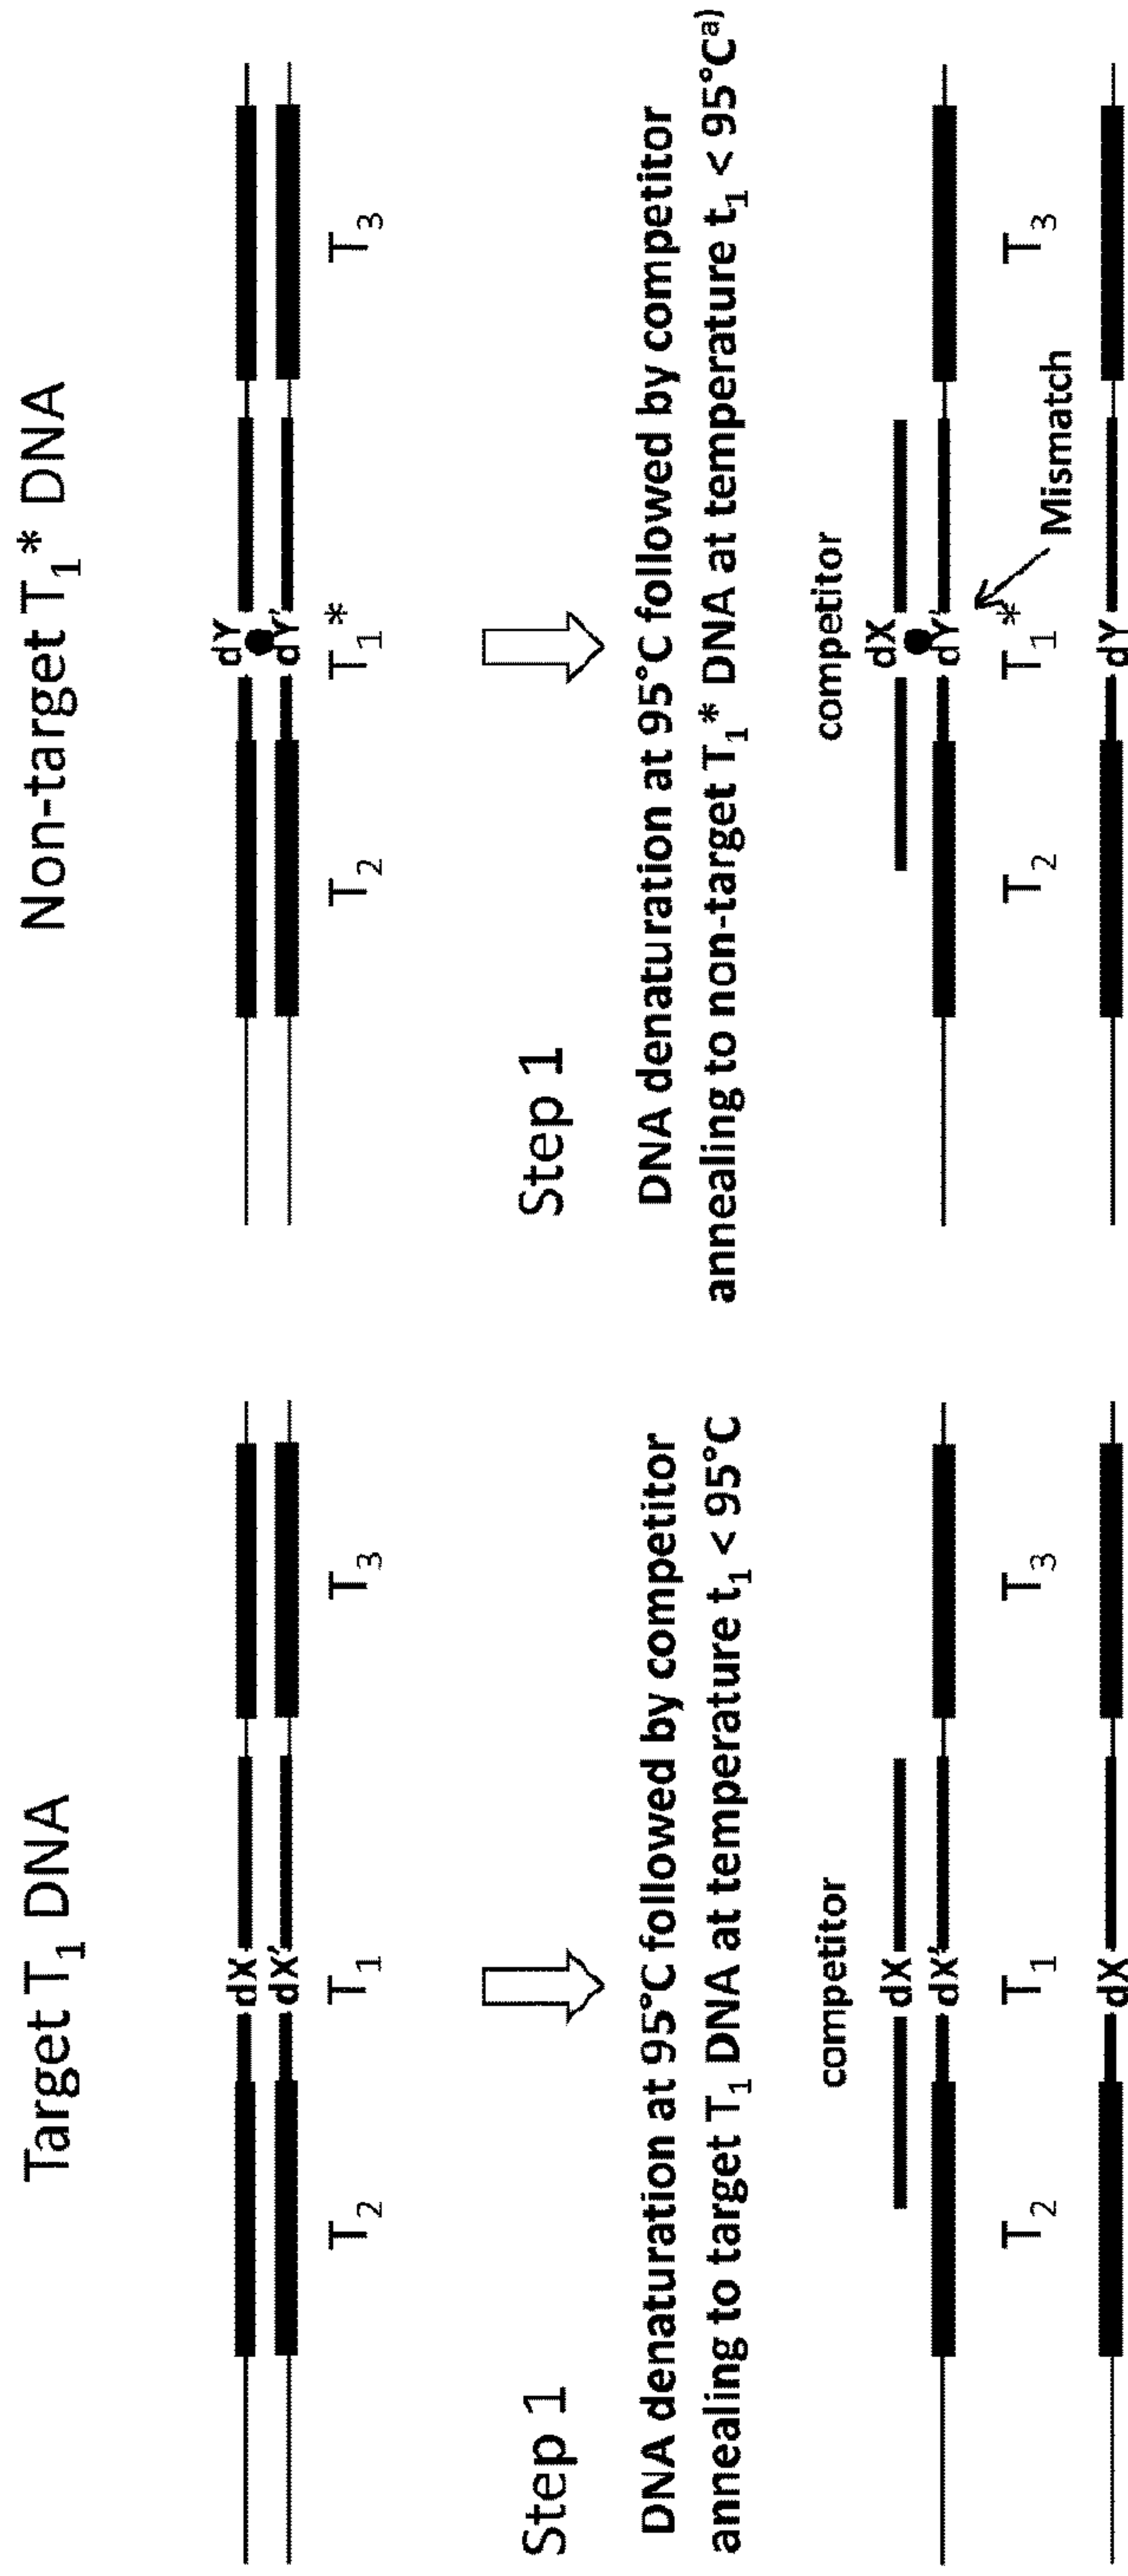 Target T₁ DNA
dX
dX'
T₂ T₁ T₃
Step 1
DNA denaturation at 95°C followed by competitor
annealing to target T₁ DNA at temperature t₁ < 95°C
competitor
dX
dX'
T₂ T₁ T₃
dX
Non-target T₁* DNA
dY
dY'
T₂ T₁* T₃
Step 1
DNA denaturation at 95°C followed by competitor
annealing to non-target T₁* DNA at temperature t₁ < 95°Cᵃ⁾
competitor
dX
dY'
T₂ T₁* T₃
Mismatch
dY